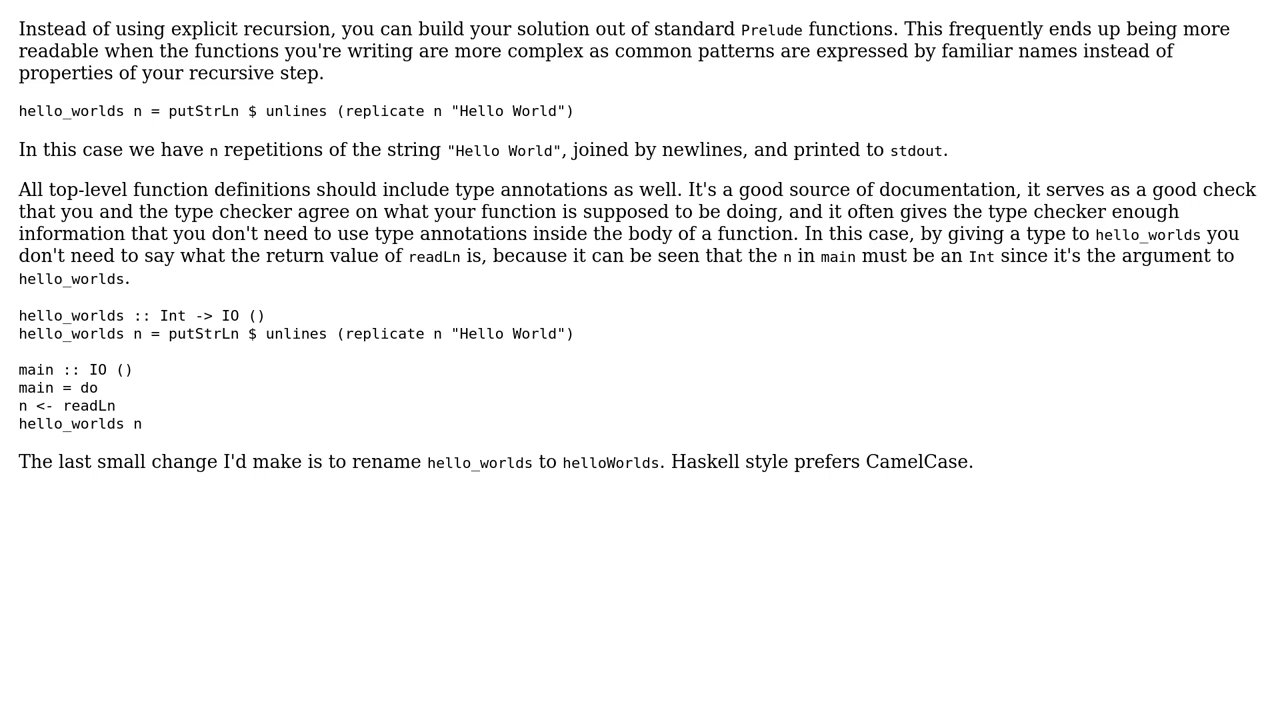 Instead of using explicit recursion, you can build your solution out of standard Prelude functions. This frequently ends up being more
readable when the functions you're writing are more complex as common patterns are expressed by familiar names instead of
properties of your recursive step.
hello_worlds n = putStrLn $ unlines (replicate n "Hello World")
In this case we have n repetitions of the string "Hello World", joined by newlines, and printed to stdout.
All top-level function definitions should include type annotations as well. It's a good source of documentation, it serves as a good check
that you and the type checker agree on what your function is supposed to be doing, and it often gives the type checker enough
information that you don't need to use type annotations inside the body of a function. In this case, by giving a type to hello_worlds you
don't need to say what the return value of readLn is, because it can be seen that the n in main must be an Int since it's the argument to
hello_worlds.
hello_worlds :: Int -> IO ()
hello_worlds n = putStrLn $ unlines (replicate n "Hello World")
main :: IO ()
main = do
n <- readLn
hello_worlds n
The last small change I'd make is to rename hello_worlds to helloWorlds. Haskell style prefers CamelCase.